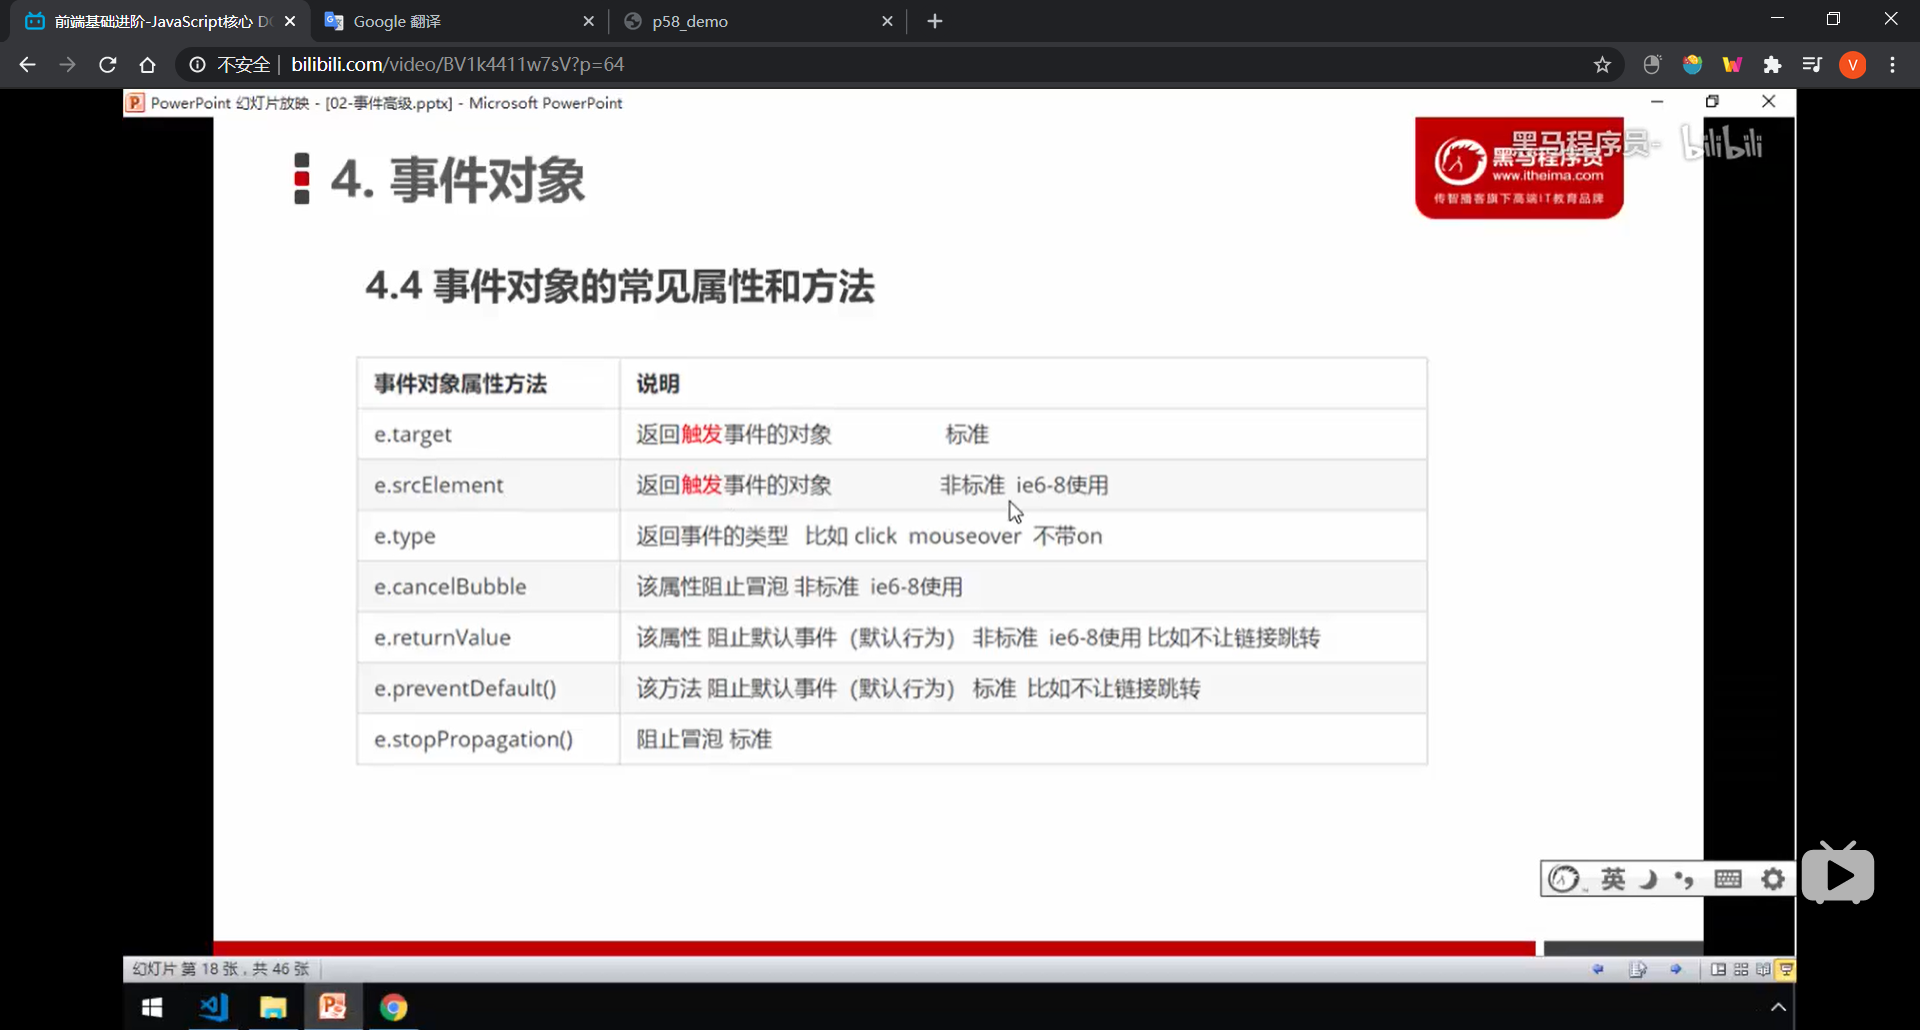 前端基础进阶-JavaScript核心 DO
Google 翻译
p58_demo
不安全 | bilibili.com/video/BV1k4411w7sV?p=64
V
PowerPoint 幻灯片放映 - [02-事件高级.pptx] - Microsoft PowerPoint
黑马程序员- bilibili
黑马程序员
www.itheima.com
传智播客旗下高端IT教育品牌
4. 事件对象
4.4 事件对象的常见属性和方法
事件对象属性方法 说明
e.target 返回触发事件的对象 标准
e.srcElement 返回触发事件的对象 非标准 ie6-8使用
e.type 返回事件的类型 比如 click mouseover 不带on
e.cancelBubble 该属性阻止冒泡 非标准 ie6-8使用
e.returnValue 该属性 阻止默认事件（默认行为） 非标准 ie6-8使用 比如不让链接跳转
e.preventDefault() 该方法 阻止默认事件（默认行为） 标准 比如不让链接跳转
e.stopPropagation() 阻止冒泡 标准
英
幻灯片 第 18 张，共 46 张